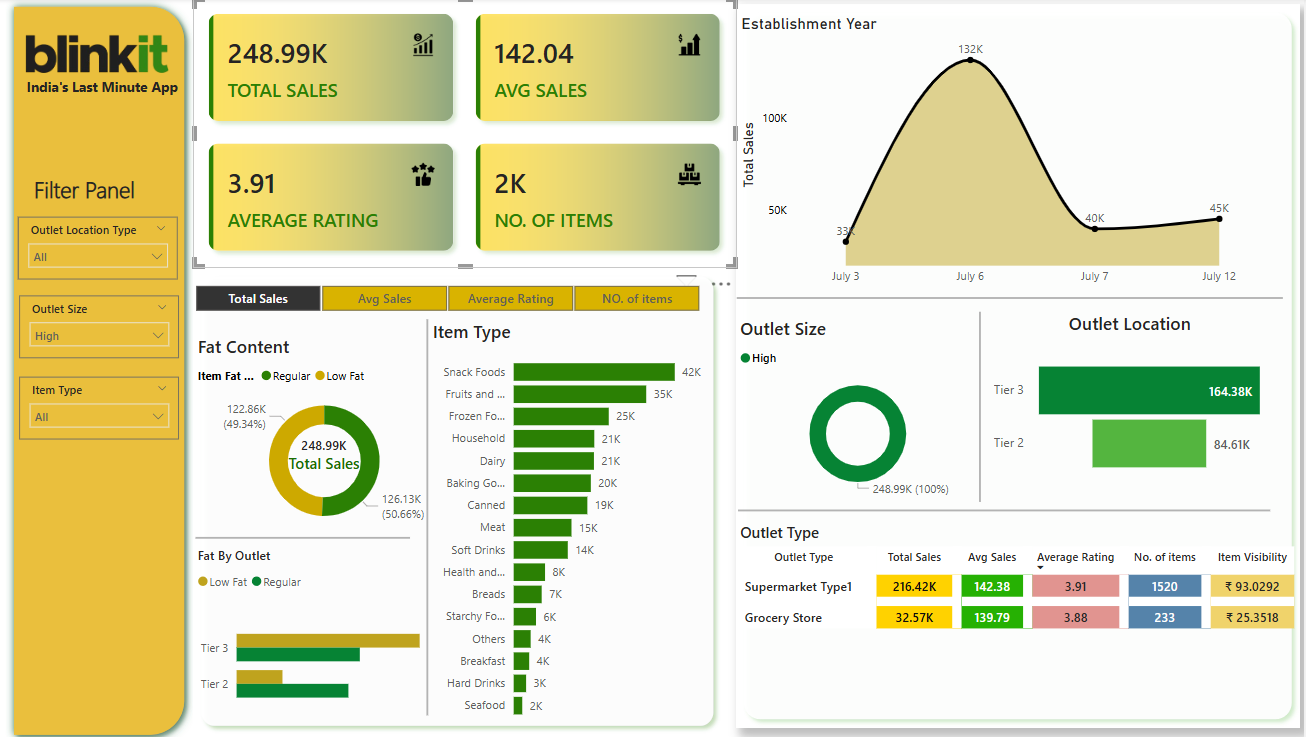 blinkit
India's Last Minute App
Filter Panel
Outlet Location Type
All
Outlet Size
High
Item Type
All
248.99K
TOTAL SALES
142.04
AVG SALES
3.91
AVERAGE RATING
2K
NO. OF ITEMS
Total Sales Avg Sales Average Rating NO. of items
Fat Content
Item Fat ... Regular Low Fat
122.86K
(49.34%)
248.99K
Total Sales
126.13K
(50.66%)
Fat By Outlet
Low Fat Regular
Tier 3
Tier 2
Item Type
Snack Foods 42K
Fruits and ... 35K
Frozen Fo... 25K
Household 21K
Dairy 21K
Baking Go... 20K
Canned 19K
Meat 15K
Soft Drinks 14K
Health and... 8K
Breads 7K
Starchy Fo... 6K
Others 4K
Breakfast 4K
Hard Drinks 3K
Seafood 2K
Establishment Year
Total Sales
100K
50K
33K
132K
40K
45K
July 3 July 6 July 7 July 12
Outlet Size
High
248.99K (100%)
Outlet Location
Tier 3 164.38K
Tier 2 84.61K
Outlet Type
Outlet Type Total Sales Avg Sales Average Rating No. of items Item Visibility
Supermarket Type1 216.42K 142.38 3.91 1520 ₹ 93.0292
Grocery Store 32.57K 139.79 3.88 233 ₹ 25.3518